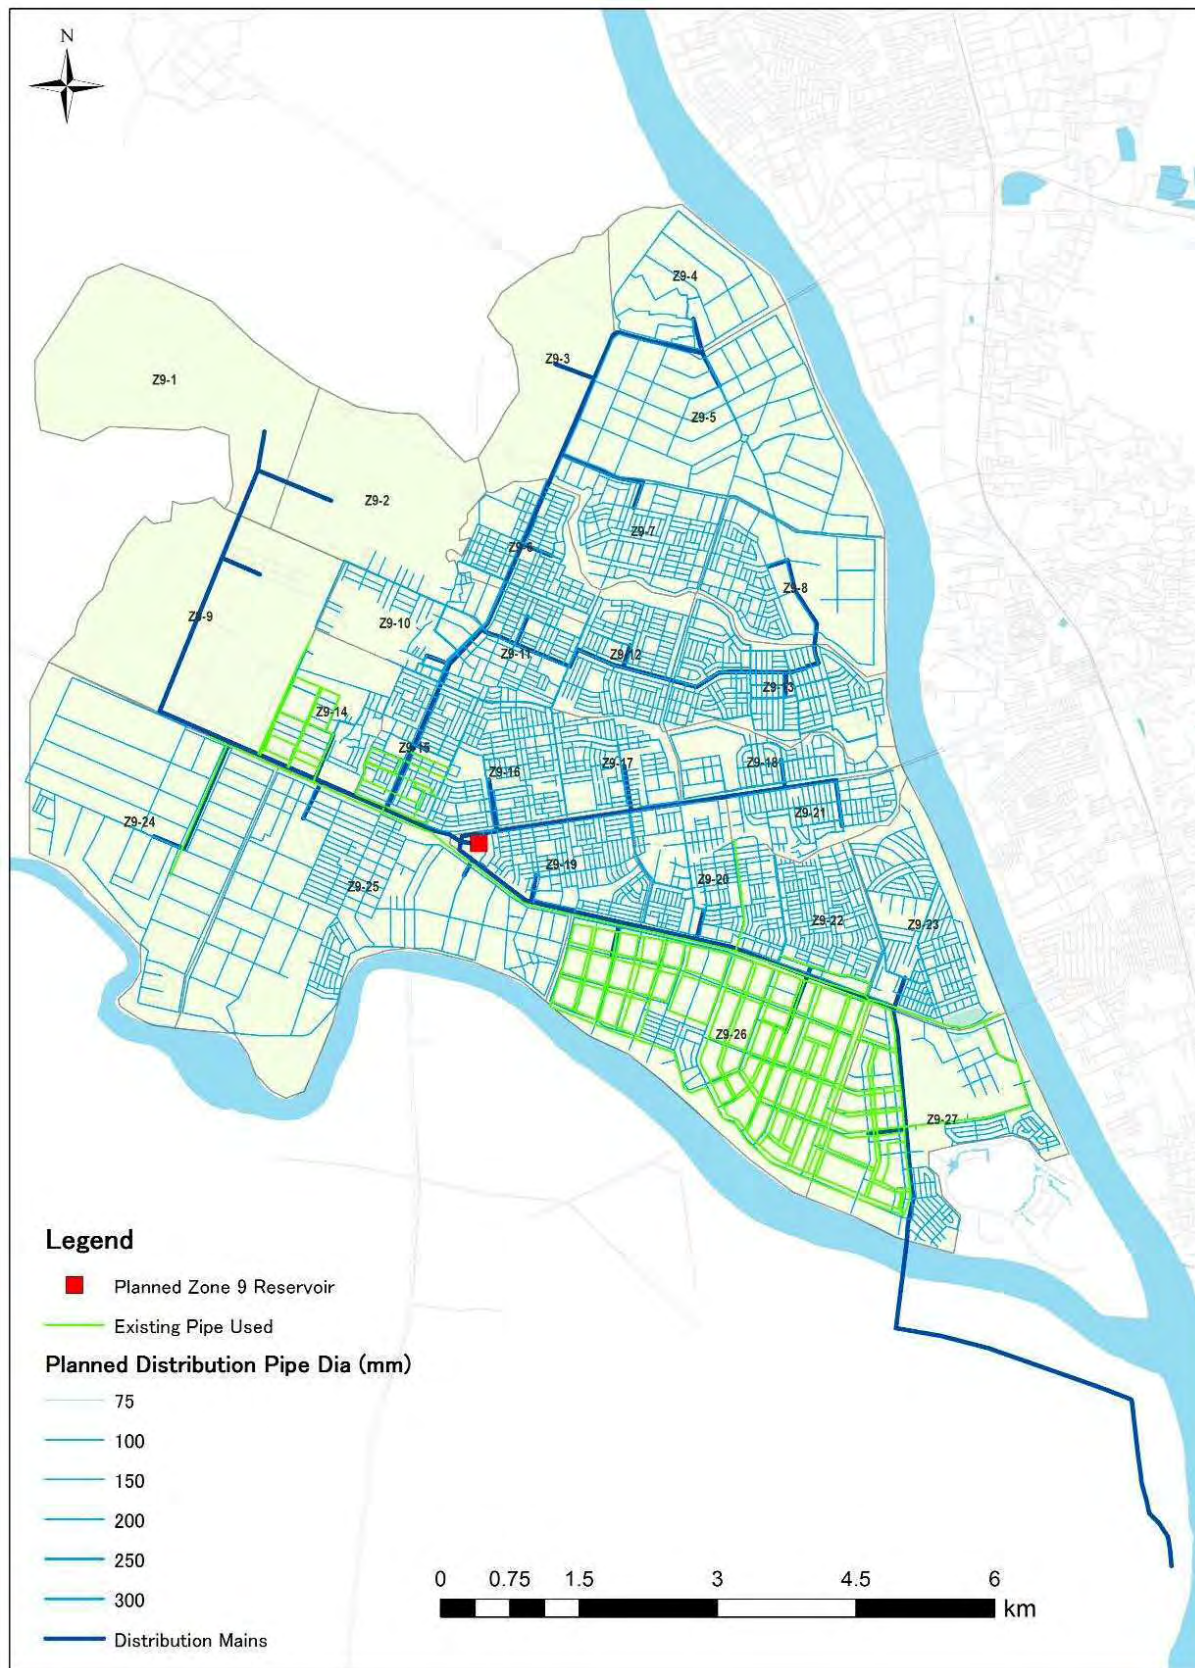 N
Z9-4
Z9-3
Z9-1
Z9-5
Z9-2
Z9-7
Z9-6
Z9-8
Z9-9
Z9-10
Z9-11
Z9-12
Z9-13
Z9-14
Z9-15
Z9-16
Z9-17
Z9-18
Z9-21
Z9-24
Z9-19
Z9-20
Z9-25
Z9-22
Z9-23
Z9-26
Z9-27
Legend
Planned Zone 9 Reservoir
Existing Pipe Used
Planned Distribution Pipe Dia (mm)
75
100
150
200
250
300
Distribution Mains
0 0.75 1.5 3 4.5 6
km